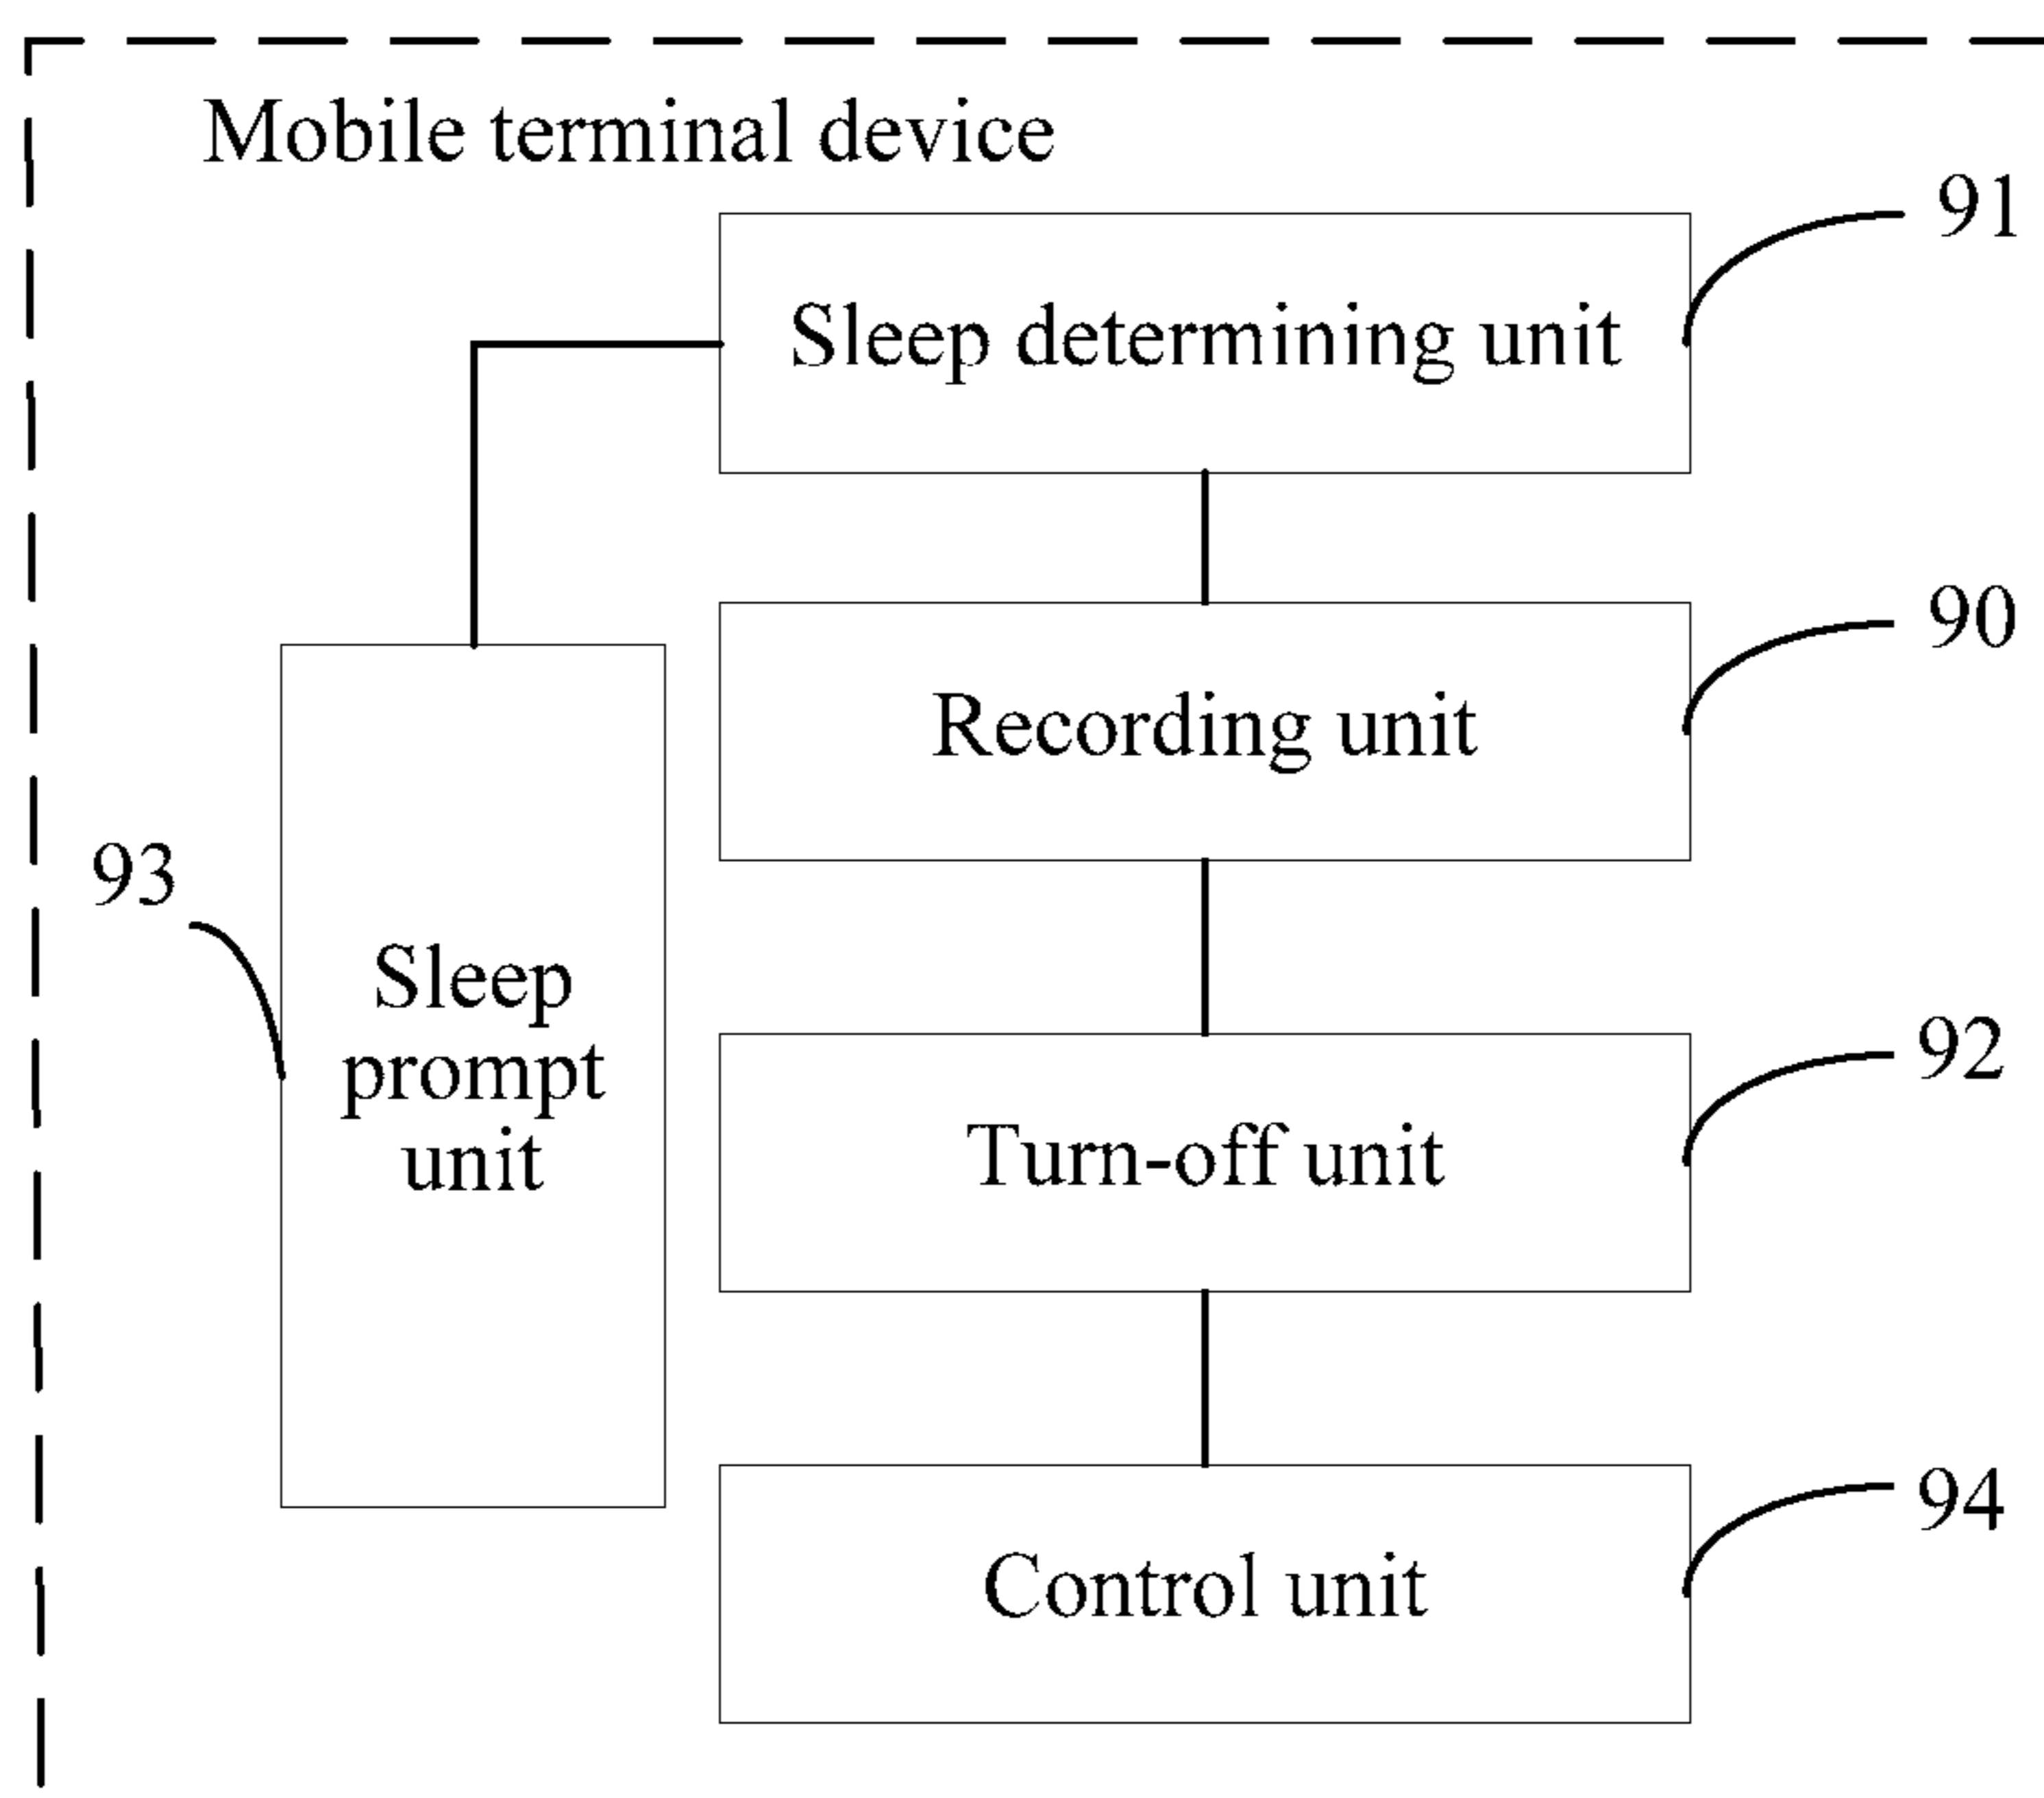 Mobile terminal device
91
Sleep determining unit
90
Recording unit
93
Sleep
prompt
unit
92
Turn-off unit
94
Control unit